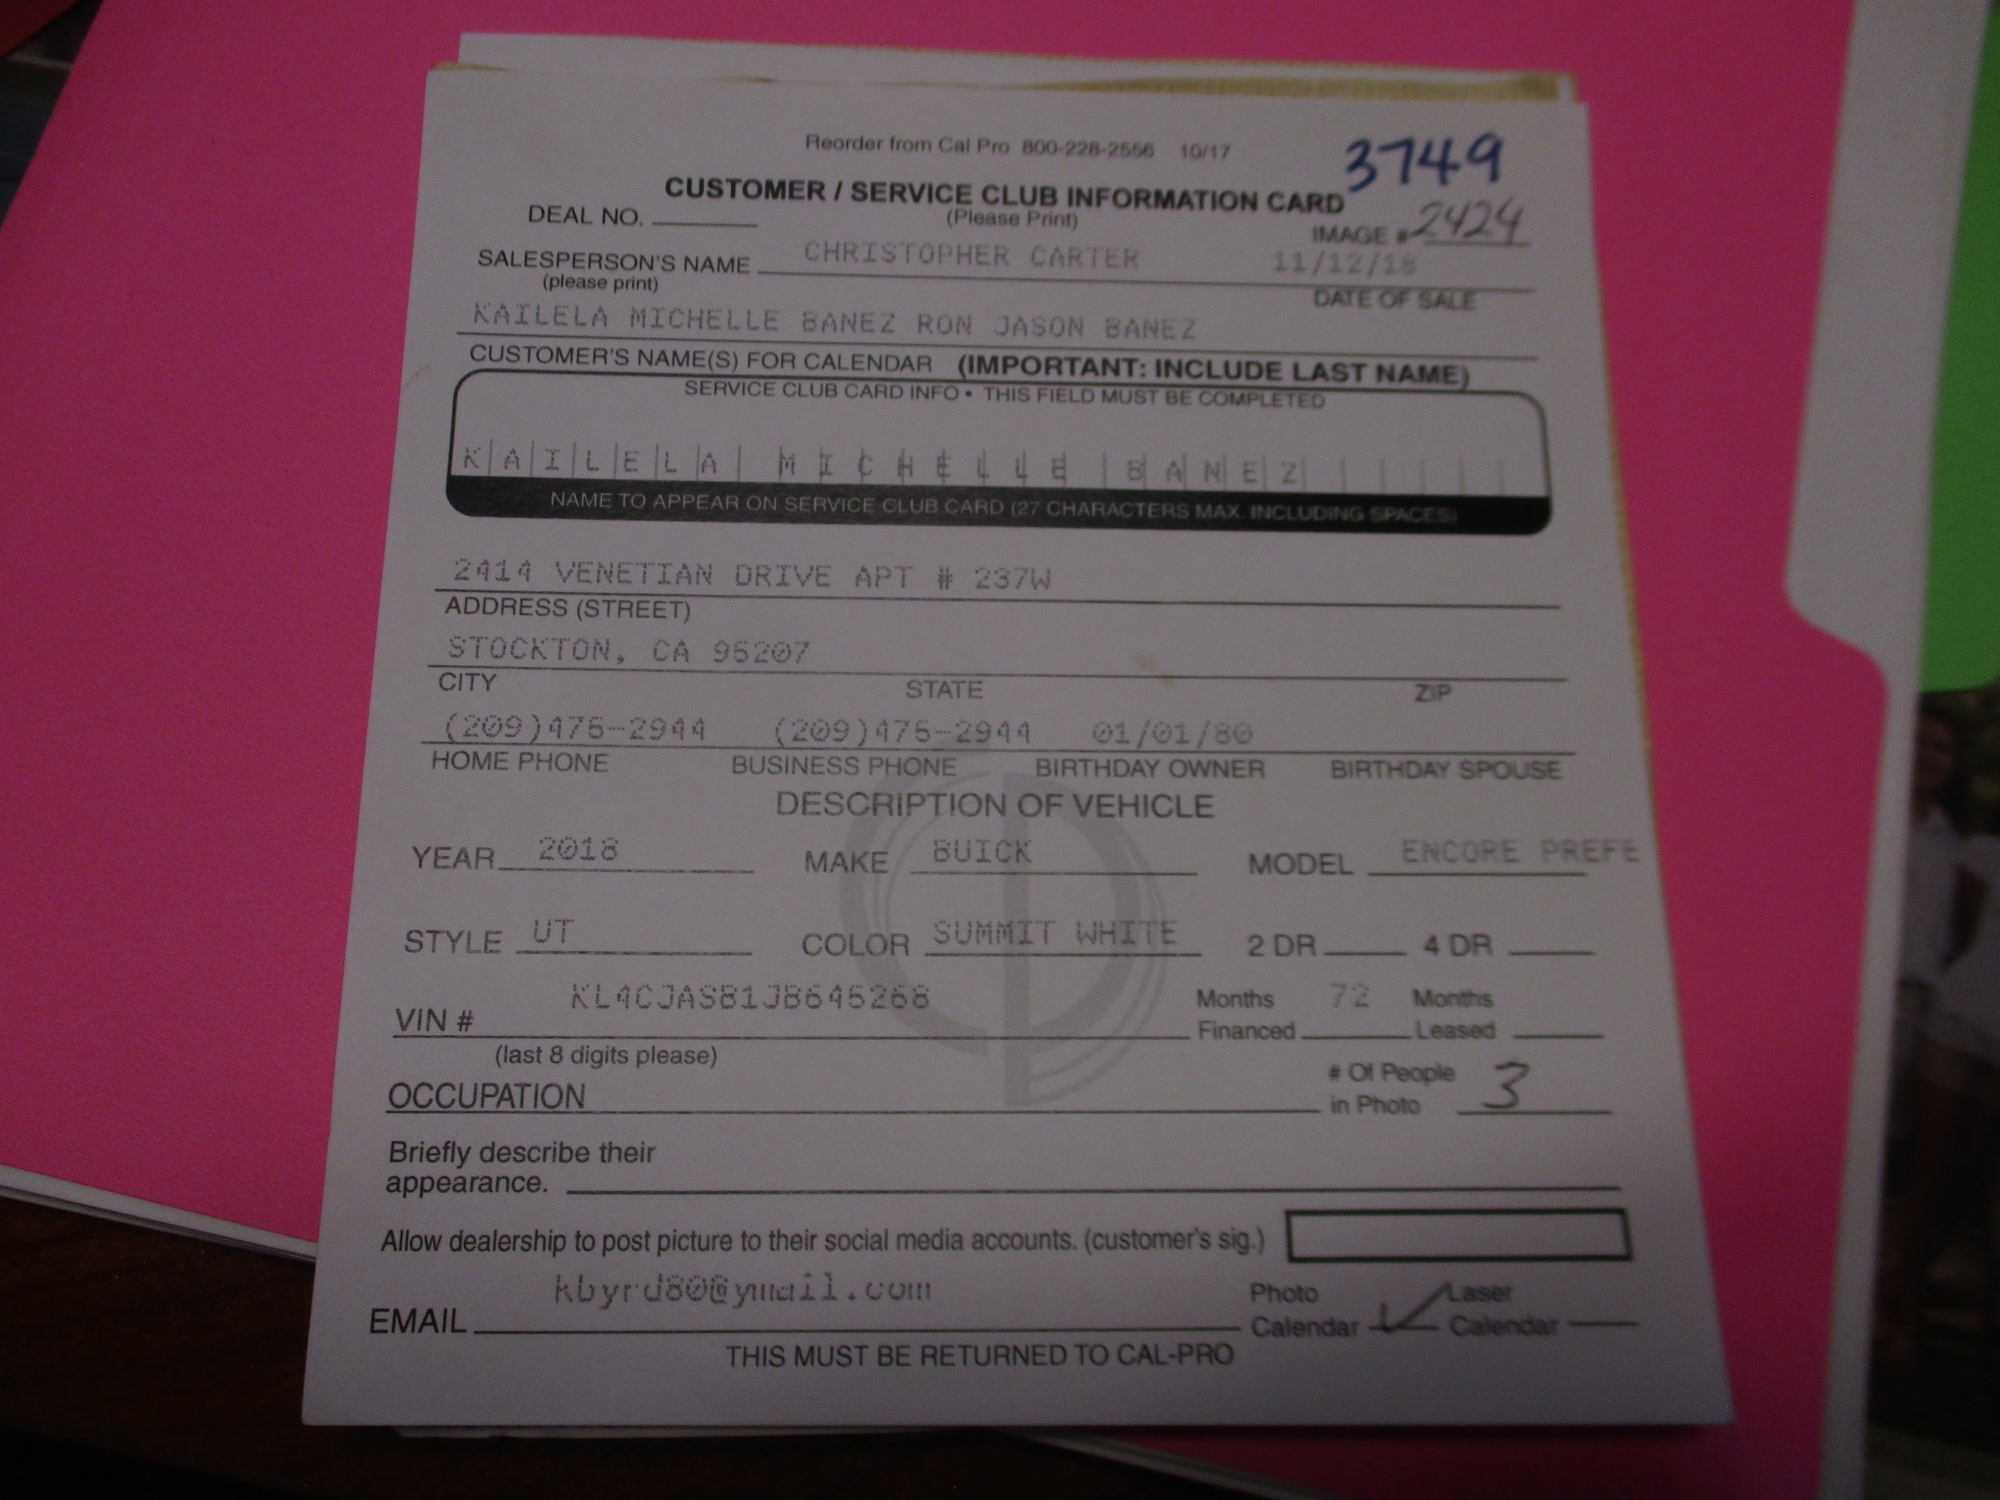 Reorder from Cal Pro 800-228-2556 10/17
3749
CUSTOMER / SERVICE CLUB INFORMATION CARD
DEAL NO. (Please Print) IMAGE # 2424
SALESPERSON'S NAME CHRISTOPHER CARTER 11/12/18
(please print) DATE OF SALE
KAILELA MICHELLE BANEZ RON JASON BANEZ
CUSTOMER'S NAME(S) FOR CALENDAR (IMPORTANT: INCLUDE LAST NAME)
SERVICE CLUB CARD INFO • THIS FIELD MUST BE COMPLETED
KAILELA MICHELLE BANEZ
NAME TO APPEAR ON SERVICE CLUB CARD (27 CHARACTERS MAX. INCLUDING SPACES)
2414 VENETIAN DRIVE APT # 237W
ADDRESS (STREET)
STOCKTON, CA 95207
CITY STATE ZIP
(209)475-2944 (209)475-2944 01/01/80
HOME PHONE BUSINESS PHONE BIRTHDAY OWNER BIRTHDAY SPOUSE
DESCRIPTION OF VEHICLE
YEAR 2018 MAKE BUICK MODEL ENCORE PREFE
STYLE UT COLOR SUMMIT WHITE 2 DR 4 DR
VIN # KL4CJASB1JB645268 Months Financed 72 Months Leased
(last 8 digits please)
OCCUPATION # Of People in Photo 3
Briefly describe their
appearance.
Allow dealership to post picture to their social media accounts. (customer's sig.)
EMAIL kbyrd80@ymail.com Photo Calendar ✓ Laser Calendar
THIS MUST BE RETURNED TO CAL-PRO